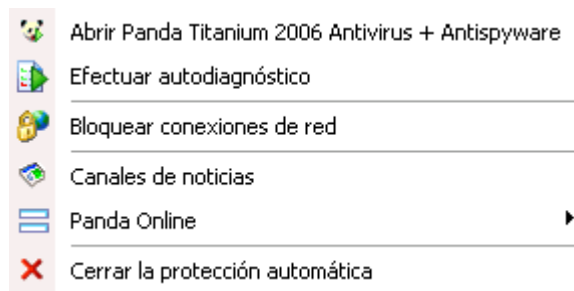 Abrir Panda Titanium 2006 Antivirus + Antispyware
Efectuar autodiagnóstico
Bloquear conexiones de red
Canales de noticias
Panda Online
Cerrar la protección automática